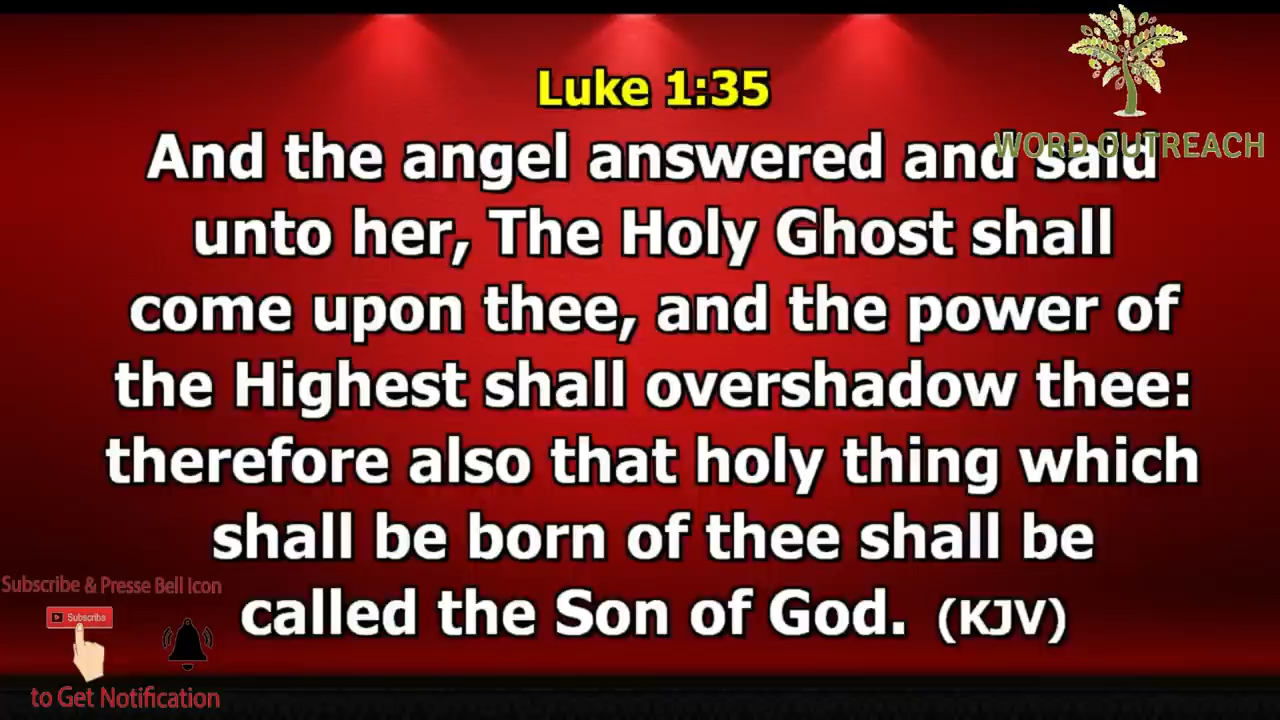 Luke 1:35
WORD OUTREACH
And the angel answered and said
unto her, The Holy Ghost shall
come upon thee, and the power of
the Highest shall overshadow thee:
therefore also that holy thing which
shall be born of thee shall be
called the Son of God. (KJV)
Subscribe & Presse Bell Icon
Subscribe
to Get Notification